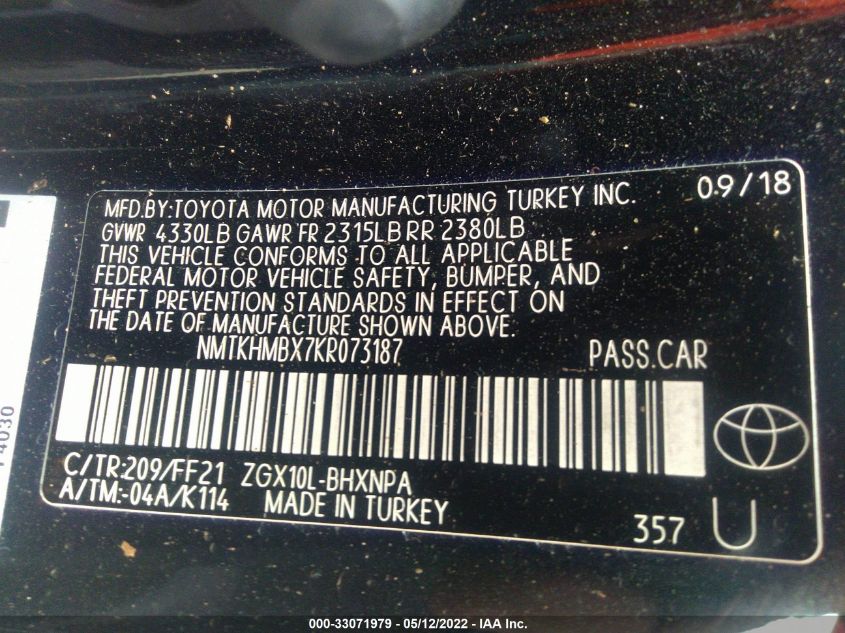 MFD.BY:TOYOTA MOTOR MANUFACTURING TURKEY INC. 09/18
GVWR 4330LB GAWR FR 2315LB RR 2380LB
THIS VEHICLE CONFORMS TO ALL APPLICABLE
FEDERAL MOTOR VEHICLE SAFETY, BUMPER, AND
THEFT PREVENTION STANDARDS IN EFFECT ON
THE DATE OF MANUFACTURE SHOWN ABOVE.
NMTKHMBX7KR073187 PASS.CAR
C/TR:209/FF21 ZGX10L-BHXNPA
A/TM:-04A/K114 MADE IN TURKEY
357 U
000-33071979 - 05/12/2022 - IAA Inc.